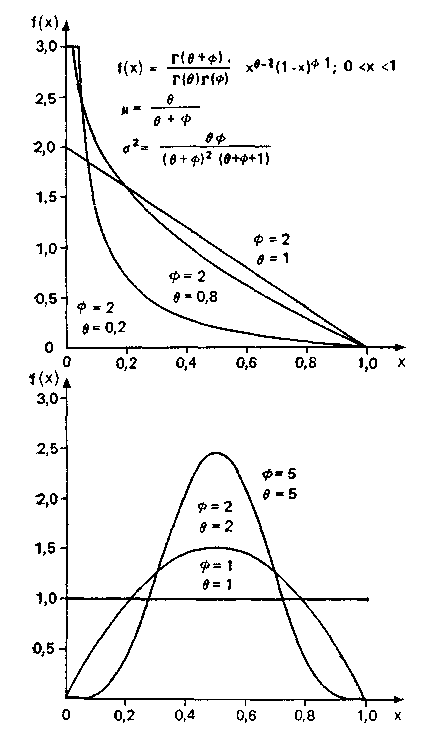 f(x)
3,0
f(x) = Γ(θ+φ) / Γ(θ)Γ(φ) · x^θ-1(1-x)^φ 1; 0 <x <1
2,5
μ = θ / θ + φ
2,0
σ² = θφ / (θ+φ)² (θ+φ+1)
1,5
φ = 2
θ = 1
1,0
φ = 2
θ = 0,8
0,5
φ = 2
θ = 0,2
0
0 0,2 0,4 0,6 0,8 1,0 x
f(x)
3,0
2,5
φ = 5
θ = 5
2,0
φ = 2
θ = 2
1,5
φ = 1
θ = 1
1,0
0,5
0 0,2 0,4 0,6 0,8 1,0 x